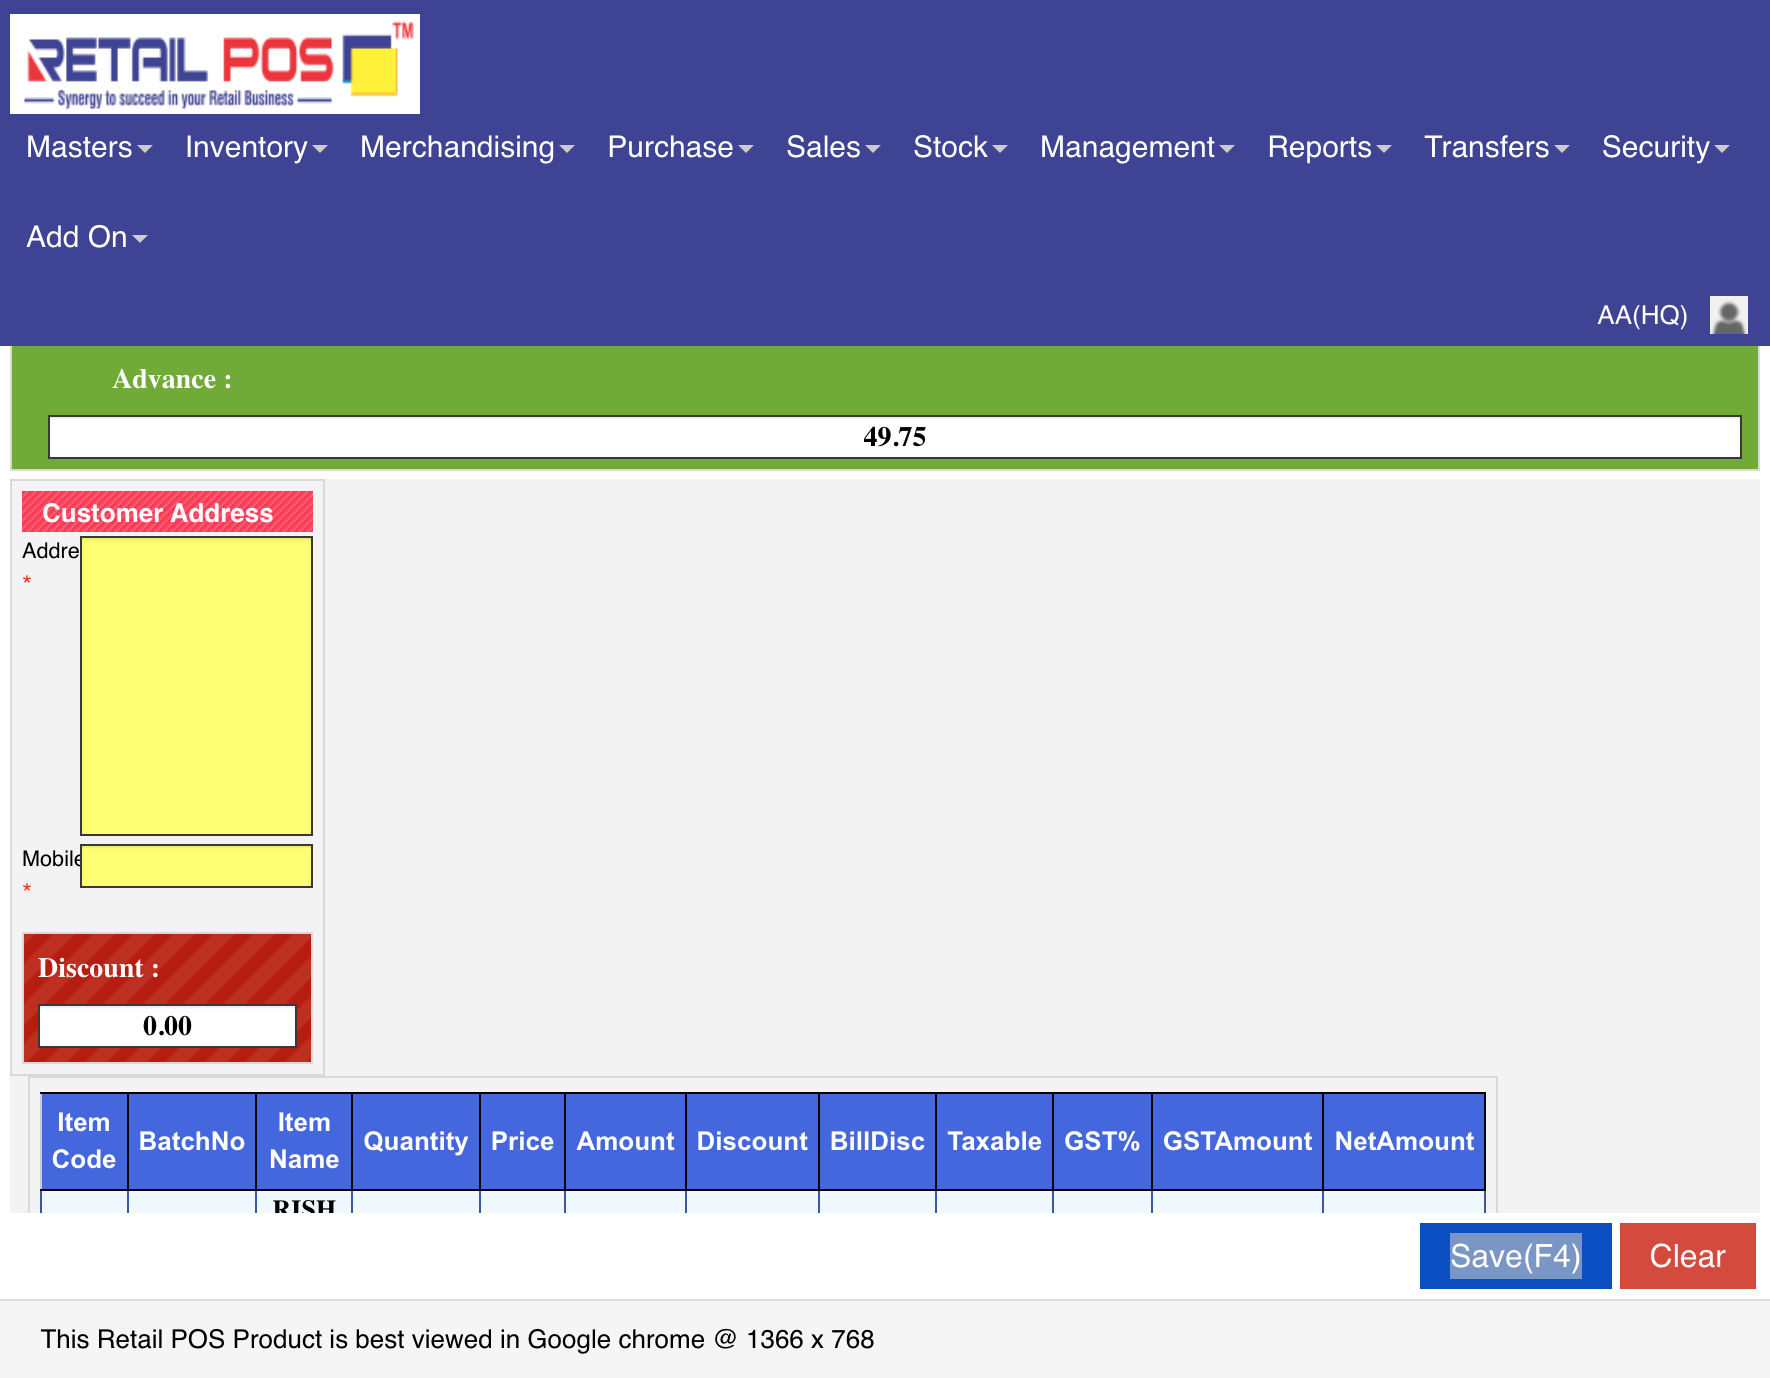 RETAIL POS TM
Synergy to succeed in your Retail Business
Masters Inventory Merchandising Purchase Sales Stock Management Reports Transfers Security
Add On
AA(HQ)
Advance :
49.75
Customer Address
Addre
*
Mobile
*
Discount :
0.00
Item Code BatchNo Item Name Quantity Price Amount Discount BillDisc Taxable GST% GSTAmount NetAmount
RISH
Save(F4) Clear
This Retail POS Product is best viewed in Google chrome @ 1366 x 768